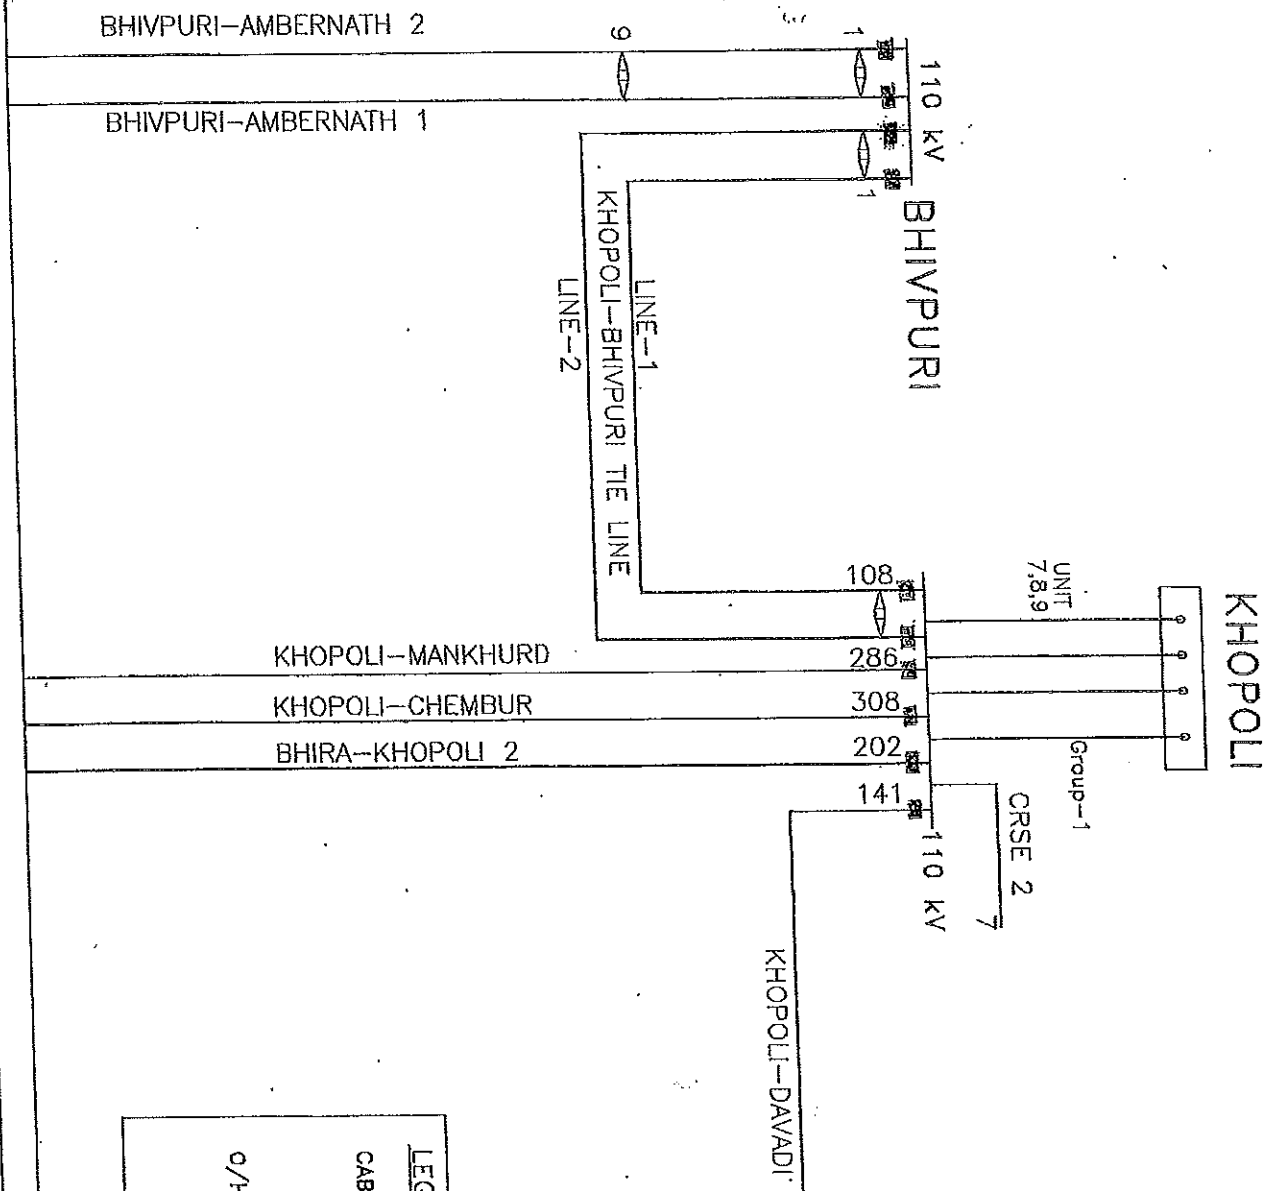 BHIVPURI-AMBERNATH 2
9
1
110 kV
BHIVPURI-AMBERNATH 1
1
BHIVPURI
KHOPOLI-BHIVPURI TIE LINE
LINE-1
LINE-2
KHOPOLI
UNIT
7,8,9
108
KHOPOLI-MANKHURD
286
KHOPOLI-CHEMBUR
308
BHIRA-KHOPOLI 2
202
141
Group-1
CRSE 2
7
110 kV
KHOPOLI-DAVADI
LEG
CAB
O/H